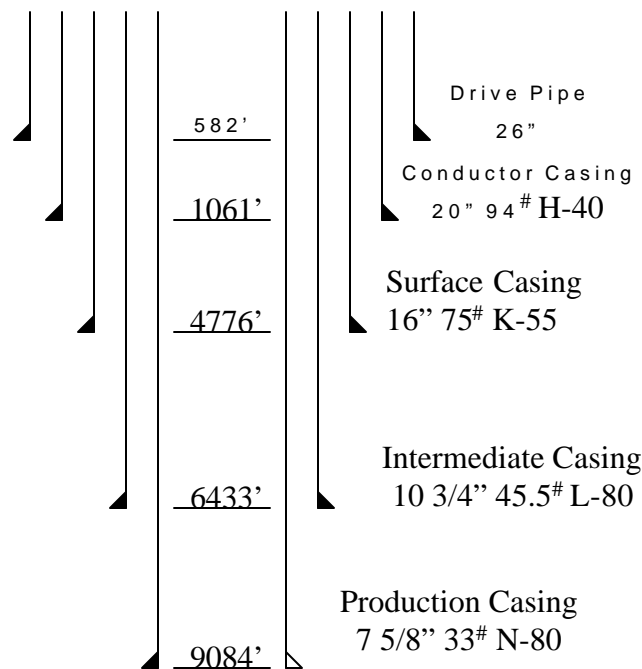 Drive Pipe
582’
26”
Conductor Casing
1061’
20” 94# H-40
Surface Casing
4776’
16” 75# K-55
Intermediate Casing
6433’
10 3/4” 45.5# L-80
Production Casing
7 5/8” 33# N-80
9084’